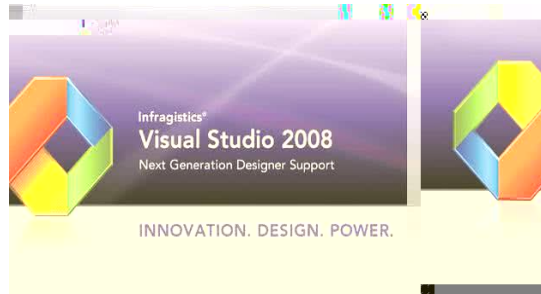 Infragistics®
Visual Studio 2008
Next Generation Designer Support
INNOVATION. DESIGN. POWER.